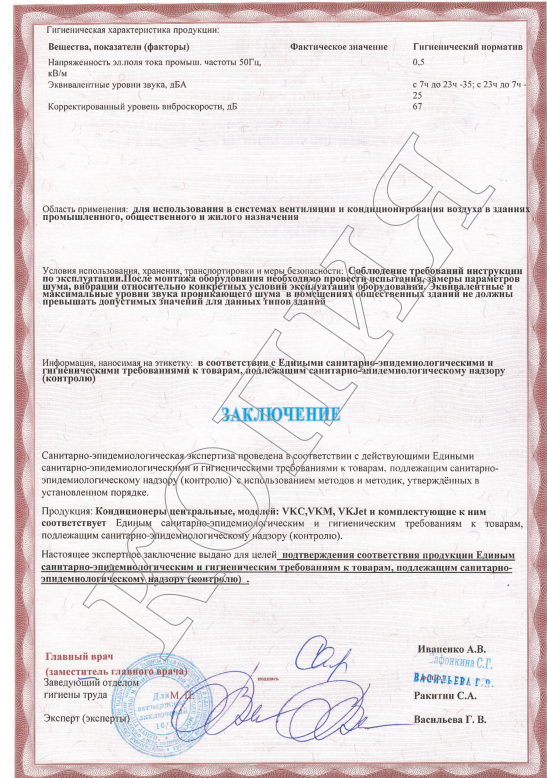 Гигиеническая характеристика продукции:
Вещества, показатели (факторы) Фактическое значение Гигиенический норматив
Напряженность эл.поля тока промыш. частоты 50Гц, 0,5
кВ/м
Эквивалентные уровни звука, дБА с 7ч до 23ч -35; с 23ч до 7ч -
25
Корректированный уровень виброскорости, дБ 67
Область применения: для использования в системах вентиляции и кондиционирования воздуха в зданиях
промышленного, общественного и жилого назначения
Условия использования, хранения, транспортировки и меры безопасности: Соблюдение требований инструкции
по эксплуатации.После монтажа оборудования необходимо провести испытания, замеры параметров
шума, вибрации относительно конкретных условий эксплуатации оборудования. Эквивалентные и
максимальные уровни звука проникающего шума в помещениях общественных зданий не должны
превышать допустимых значений для данных типов зданий
Информация, наносимая на этикетку: в соответствии с Едиными санитарно-эпидемиологическими и
гигиеническими требованиями к товарам, подлежащим санитарно-эпидемиологическому надзору
(контролю)
ЗАКЛЮЧЕНИЕ
Санитарно-эпидемиологическая экспертиза проведена в соответствии с действующими Едиными
санитарно-эпидемиологическими и гигиеническими требованиями к товарам, подлежащим санитарно-
эпидемиологическому надзору (контролю) с использованием методов и методик, утверждённых в
установленном порядке.
Продукция: Кондиционеры центральные, моделей: VKC,VKM, VKJet и комплектующие к ним
соответствует Единым санитарно-эпидемиологическим и гигиеническим требованиям к товарам,
подлежащим санитарно-эпидемиологическому надзору (контролю).
Настоящее экспертное заключение выдано для целей подтверждения соответствия продукции Единым
санитарно-эпидемиологическим и гигиеническим требованиям к товарам, подлежащим санитарно-
эпидемиологическому надзору (контролю) .
КОПИЯ
Главный врач Иваненко А.В.
(заместитель главного врача)
подпись
Заведующий отделом ВАСИЛЬЕВА Г.В.
гигиены труда М. П. Ракитин С.А.
Для
экспертных
заключений
Эксперт (эксперты) Васильева Г. В.